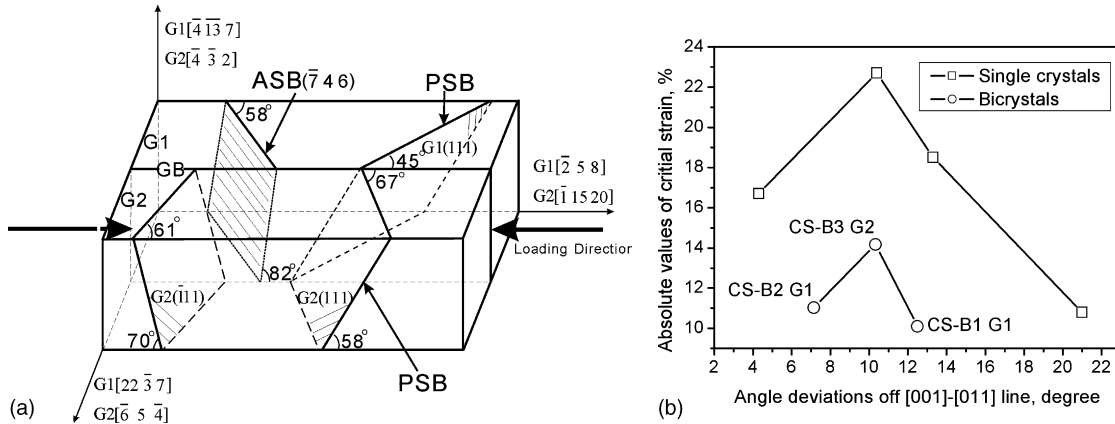 G1[4̄ 1̄3̄ 7]
G2[4̄ 3̄ 2]
ASB(7̄ 4 6)
PSB
58°
G1
G1(111)
GB
45°
67°
G1[2̄ 5 8]
G2[1̄ 15 20]
G2
61°
Loading Direction
82°
G2(1̄11)
G2(111)
70°
58°
PSB
G1[22 3̄ 7]
G2[6̄ 5 4̄]
(a)
Absolute values of critial strain, %
24
22
20
18
16
14
12
10
Single crystals
Bicrystals
CS-B3 G2
CS-B2 G1
CS-B1 G1
2 4 6 8 10 12 14 16 18 20 22
Angle deviations off [001]-[011] line, degree
(b)